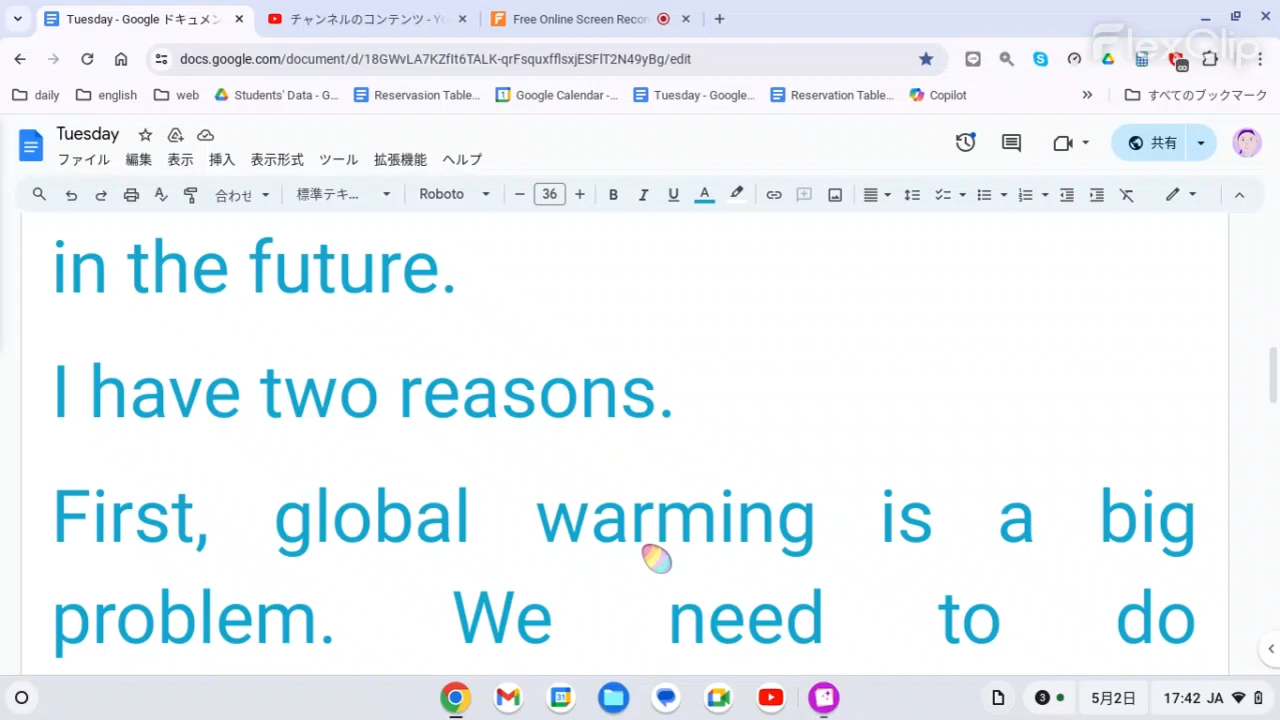 Tuesday - Google ドキュメン
チャンネルのコンテンツ - Yo
Free Online Screen Recor
FlexClip
docs.google.com/document/d/18GWvLA7KZfIt6TALK-qrFsquxfflsxjESFlT2N49yBg/edit
daily
english
web
Students' Data - G...
Reservasion Table...
Google Calendar -...
Tuesday - Google...
Reservation Table...
Copilot
すべてのブックマーク
Tuesday
ファイル 編集 表示 挿入 表示形式 ツール 拡張機能 ヘルプ
共有
合わせ
標準テキ...
Roboto
36
B I U A
in the future.
I have two reasons.
First, global warming is a big
problem. We need to do
31
3
5月2日
17:42 JA